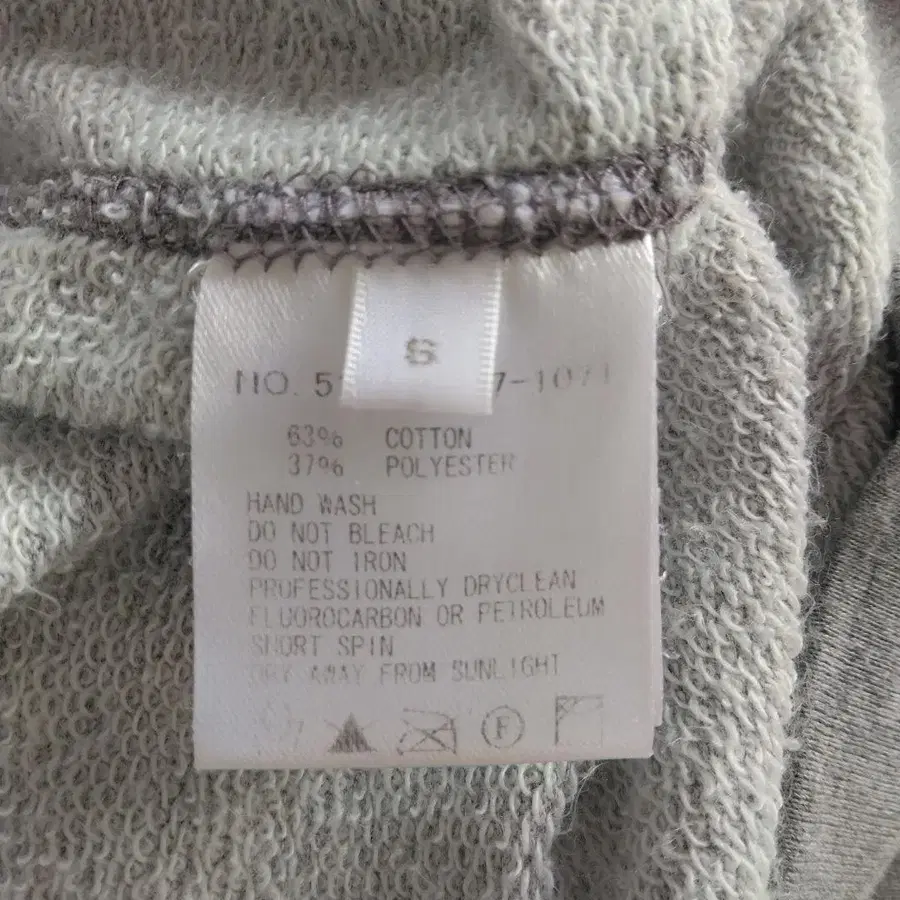 S
NO. 5 7-1071
63% COTTON
37% POLYESTER
HAND WASH
DO NOT BLEACH
DO NOT IRON
PROFESSIONALLY DRYCLEAN
FLUOROCARBON OR PETROLEUM
SHORT SPIN
DRY AWAY FROM SUNLIGHT
F